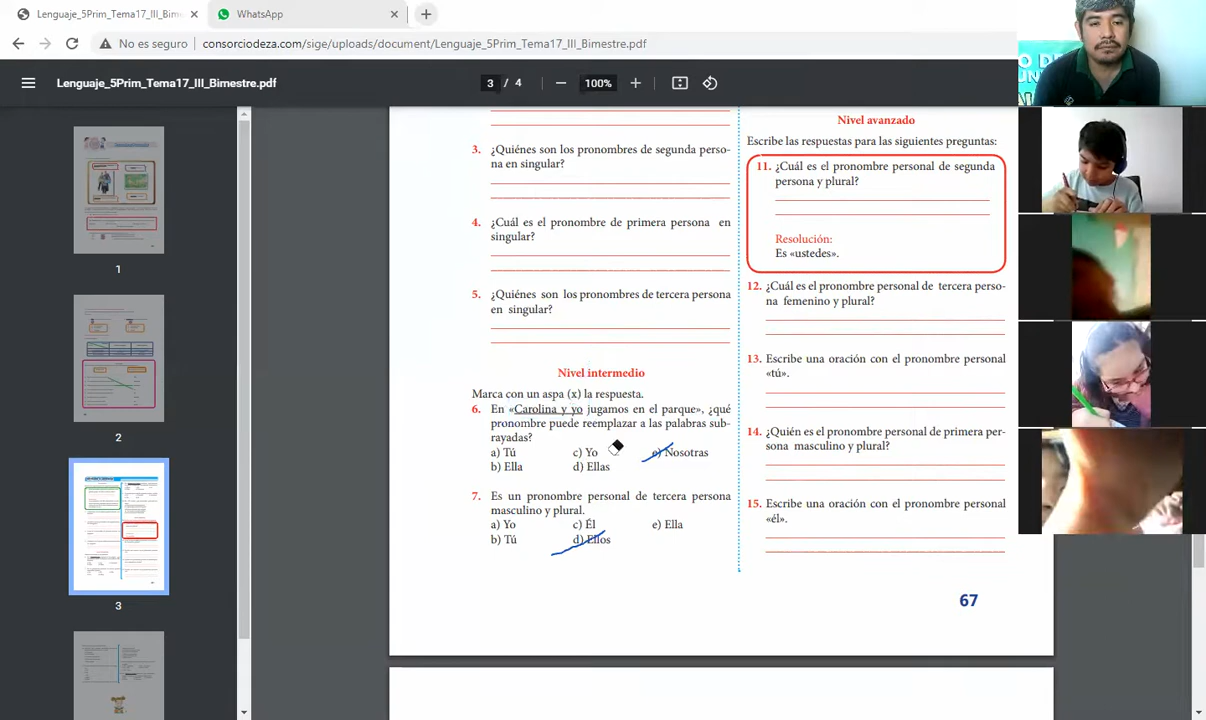 Lenguaje_5Prim_Tema17_III_Bime
WhatsApp
No es seguro
consorciodeza.com/sige/uploads/document/Lenguaje_5Prim_Tema17_III_Bimestre.pdf
Lenguaje_5Prim_Tema17_III_Bimestre.pdf
3 / 4
100%
1
2
3
3. ¿Quiénes son los pronombres de segunda perso-
na en singular?
4. ¿Cuál es el pronombre de primera persona en
singular?
5. ¿Quiénes son los pronombres de tercera persona
en singular?
Nivel intermedio
Marca con un aspa (x) la respuesta.
6. En «Carolina y yo jugamos en el parque», ¿qué
pronombre puede reemplazar a las palabras sub-
rayadas?
a) Tú c) Yo e) Nosotras
b) Ella d) Ellas
7. Es un pronombre personal de tercera persona
masculino y plural.
a) Yo c) Él e) Ella
b) Tú d) Ellos
Nivel avanzado
Escribe las respuestas para las siguientes preguntas:
11. ¿Cuál es el pronombre personal de segunda
persona y plural?
Resolución:
Es «ustedes».
12. ¿Cuál es el pronombre personal de tercera perso-
na femenino y plural?
13. Escribe una oración con el pronombre personal
«tú».
14. ¿Quién es el pronombre personal de primera per-
sona masculino y plural?
15. Escribe una oración con el pronombre personal
«él».
67